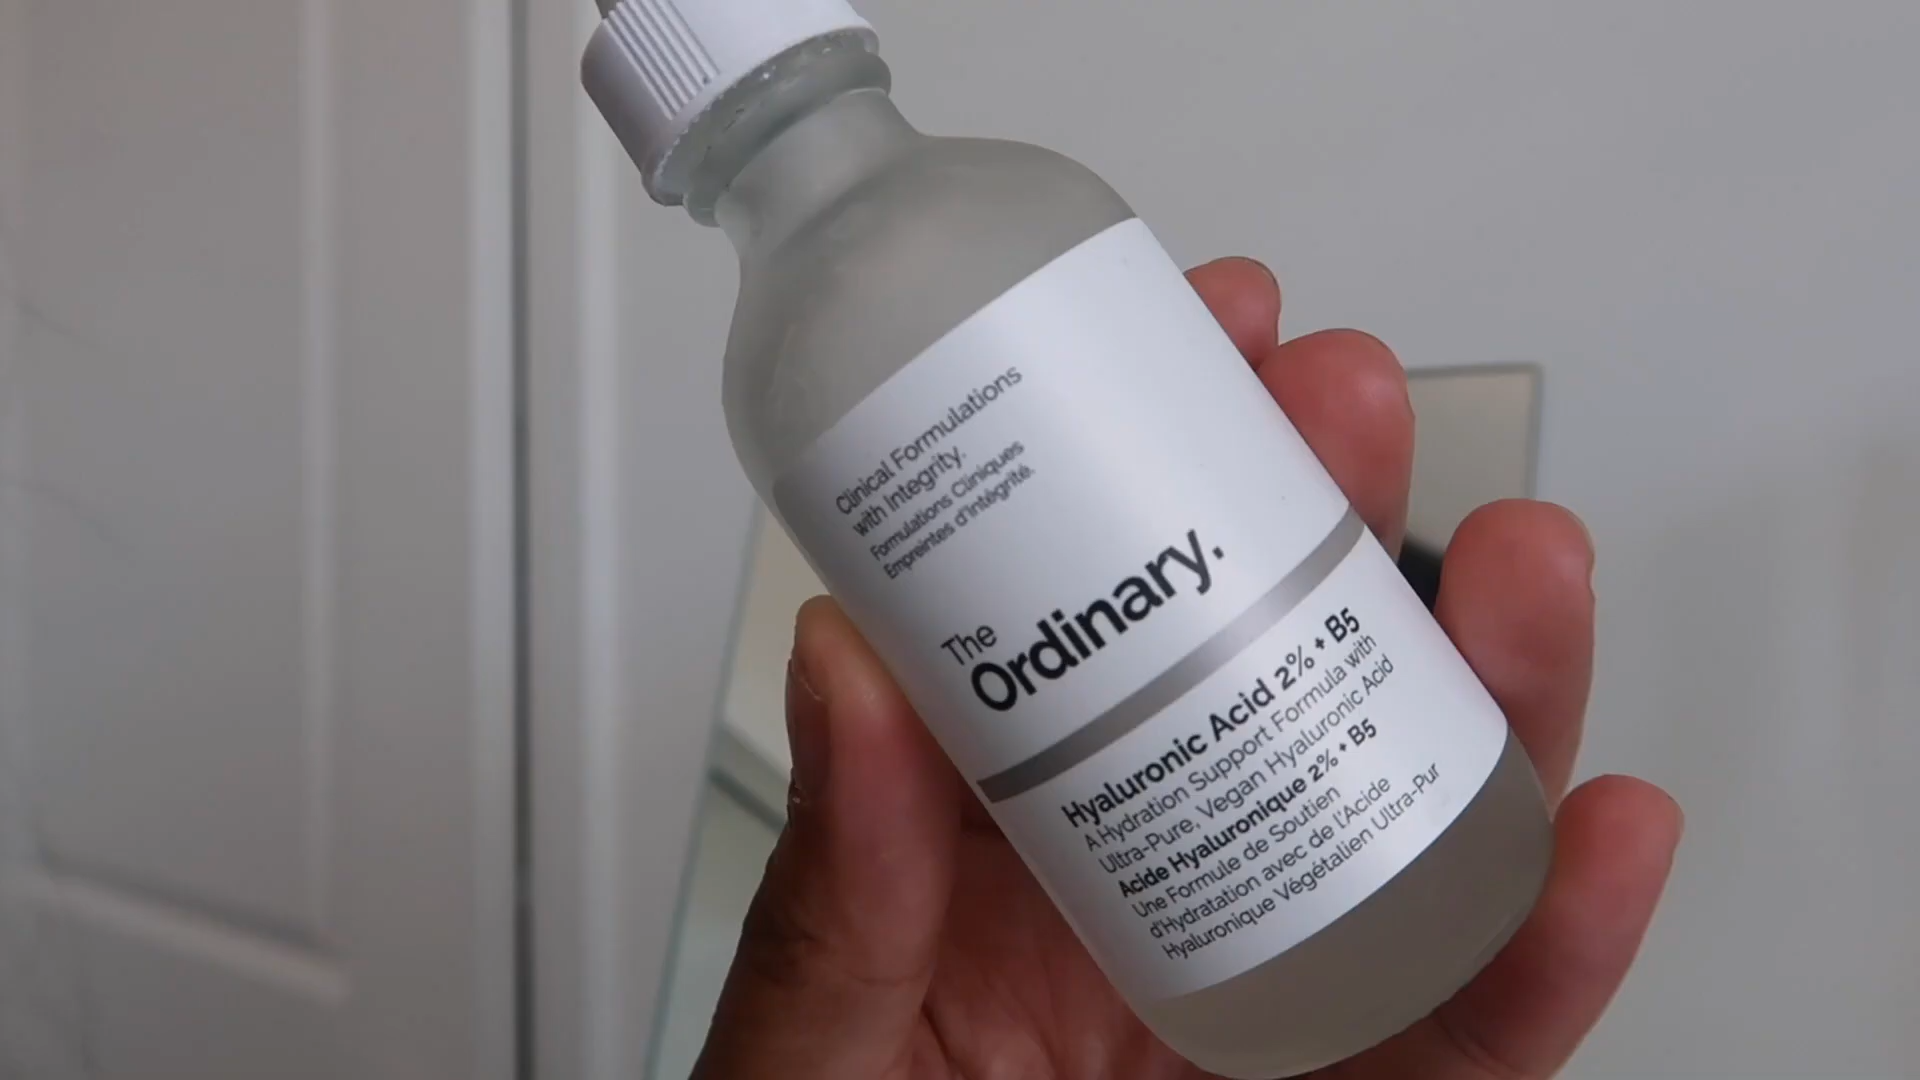 Clinical Formulations
with Integrity.
Formulations Cliniques
Empreintes d'Intégrité.
The
Ordinary.
Hyaluronic Acid 2% + B5
A Hydration Support Formula with
Ultra-Pure, Vegan Hyaluronic Acid
Acide Hyaluronique 2% + B5
Une Formule de Soutien
d'Hydratation avec de l'Acide
Hyaluronique Végétalien Ultra-Pur